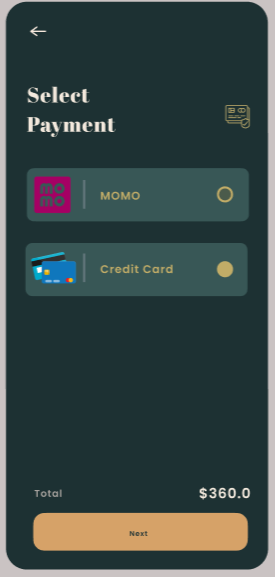 Select
Payment
mo
mo
MOMO
Credit Card
Total
$360.0
Next